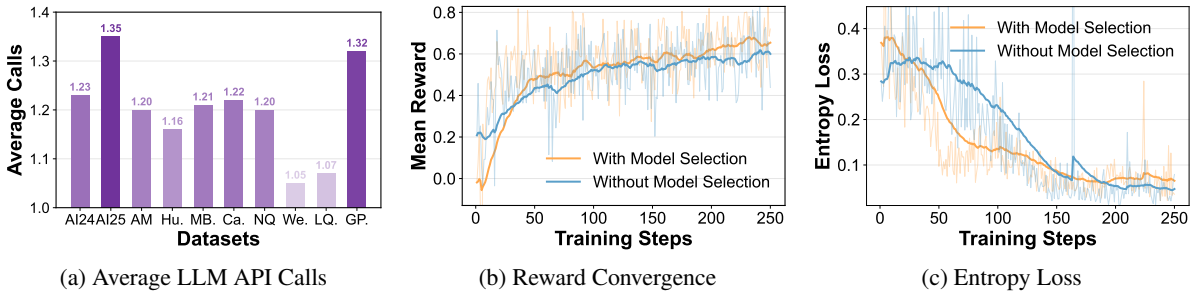 Average Calls
1.4
1.3
1.2
1.1
1.0
1.23
1.35
1.20
1.16
1.21
1.22
1.20
1.05
1.07
1.32
AI24 AI25 AM Hu. MB. Ca. NQ We. LQ. GP.
Datasets
(a) Average LLM API Calls
Mean Reward
0.8
0.6
0.4
0.2
0.0
With Model Selection
Without Model Selection
0 50 100 150 200 250
Training Steps
(b) Reward Convergence
Entropy Loss
0.4
0.3
0.2
0.1
With Model Selection
Without Model Selection
0 50 100 150 200 250
Training Steps
(c) Entropy Loss